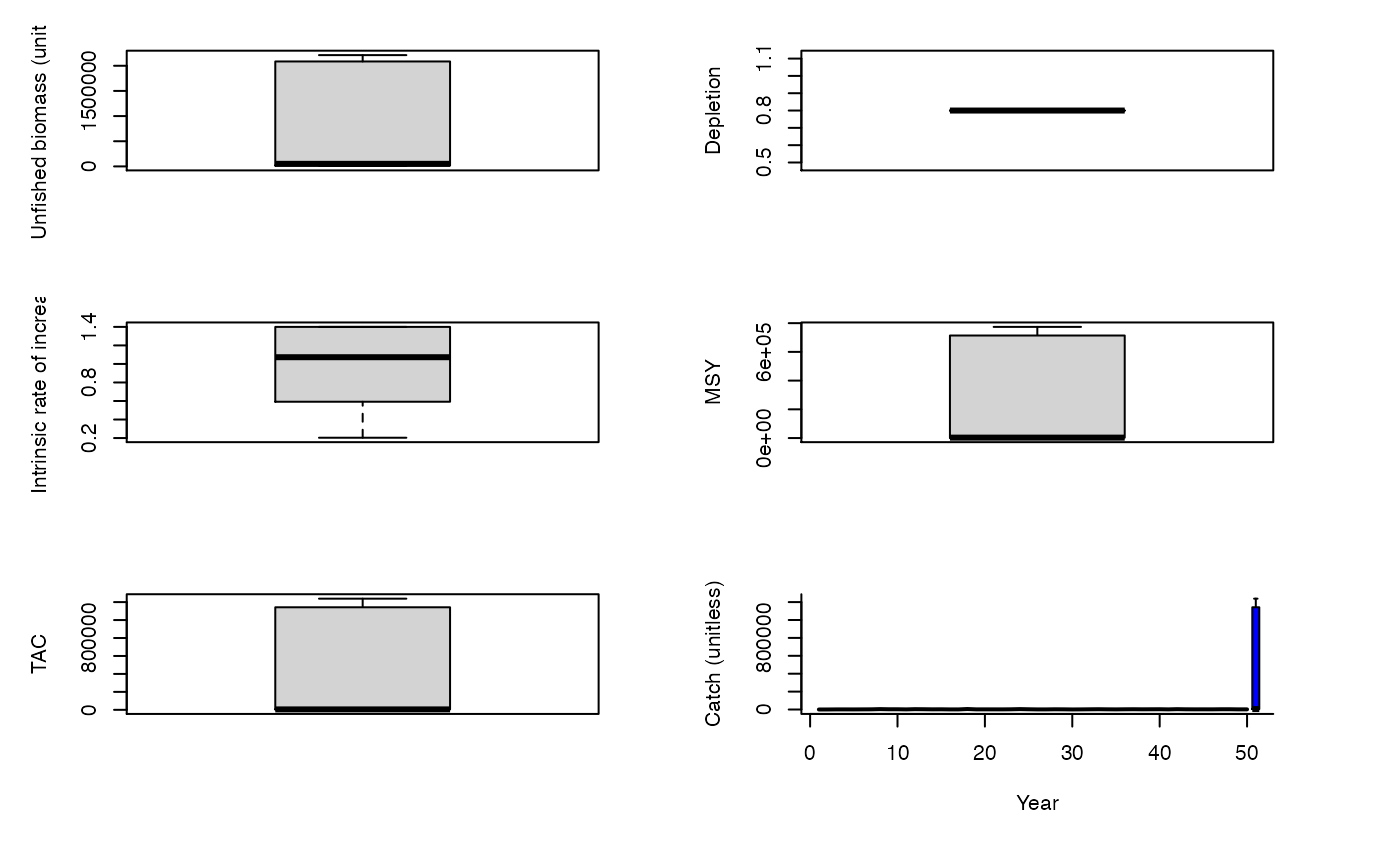 Unfished biomass (unit
1500000
0
Depletion
1.1
0.8
0.5
Intrinsic rate of increa
1.4
0.8
0.2
MSY
6e+05
0e+00
TAC
800000
0
Catch (unitless)
800000
0
0 10 20 30 40 50
Year